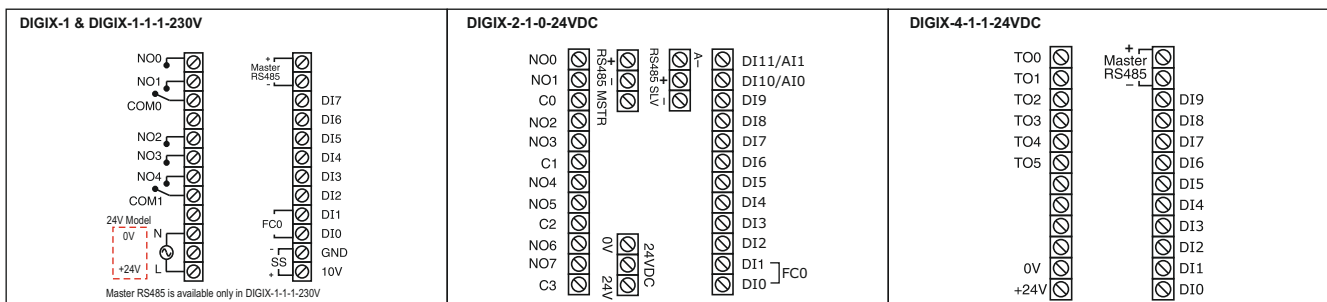 DIGIX-1 & DIGIX-1-1-1-230V
NO0
NO1
COM0
NO2
NO3
NO4
COM1
24V Model
0V
N
+24V
L
+
Master
RS485
-
DI7
DI6
DI5
DI4
DI3
DI2
DI1
FC0
DI0
-
SS
+
GND
10V
Master RS485 is available only in DIGIX-1-1-1-230V
DIGIX-2-1-0-24VDC
NO0
NO1
C0
NO2
NO3
C1
NO4
NO5
C2
NO6
NO7
C3
RS485 MSTR
+
–
RS485 SLV
A–
+
–
0V
24V
24VDC
DI11/AI1
DI10/AI0
DI9
DI8
DI7
DI6
DI5
DI4
DI3
DI2
DI1
DI0
FC0
DIGIX-4-1-1-24VDC
TO0
TO1
TO2
TO3
TO4
TO5
0V
+24V
+
Master
RS485
–
DI9
DI8
DI7
DI6
DI5
DI4
DI3
DI2
DI1
DI0